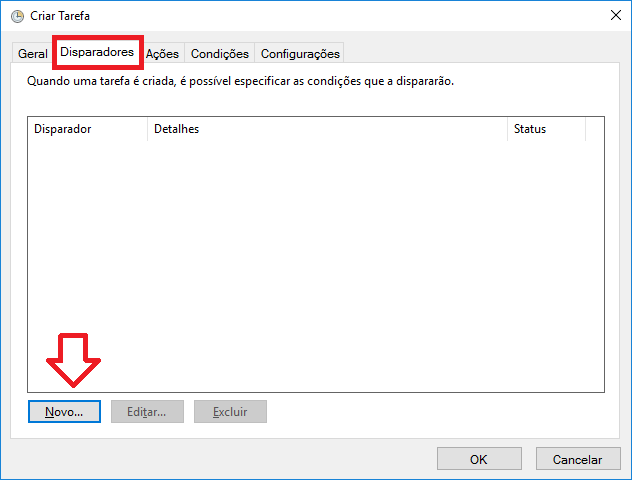 Criar Tarefa
Geral Disparadores Ações Condições Configurações
Quando uma tarefa é criada, é possível especificar as condições que a dispararão.
Disparador Detalhes Status
Novo... Editar... Excluir
OK Cancelar